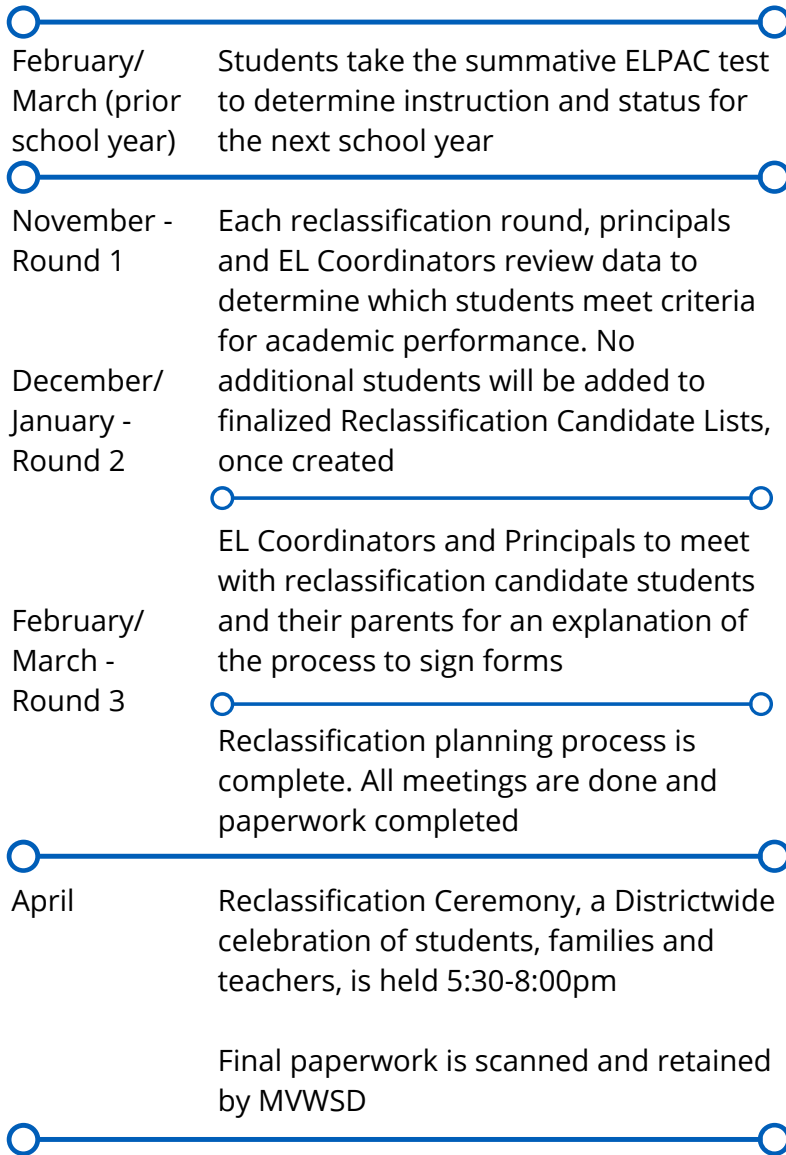 February/
March (prior
school year)
Students take the summative ELPAC test
to determine instruction and status for
the next school year
November -
Round 1
December/
January -
Round 2
February/
March -
Round 3
Each reclassification round, principals
and EL Coordinators review data to
determine which students meet criteria
for academic performance. No
additional students will be added to
finalized Reclassification Candidate Lists,
once created
EL Coordinators and Principals to meet
with reclassification candidate students
and their parents for an explanation of
the process to sign forms
Reclassification planning process is
complete. All meetings are done and
paperwork completed
April
Reclassification Ceremony, a Districtwide
celebration of students, families and
teachers, is held 5:30-8:00pm
Final paperwork is scanned and retained
by MVWSD